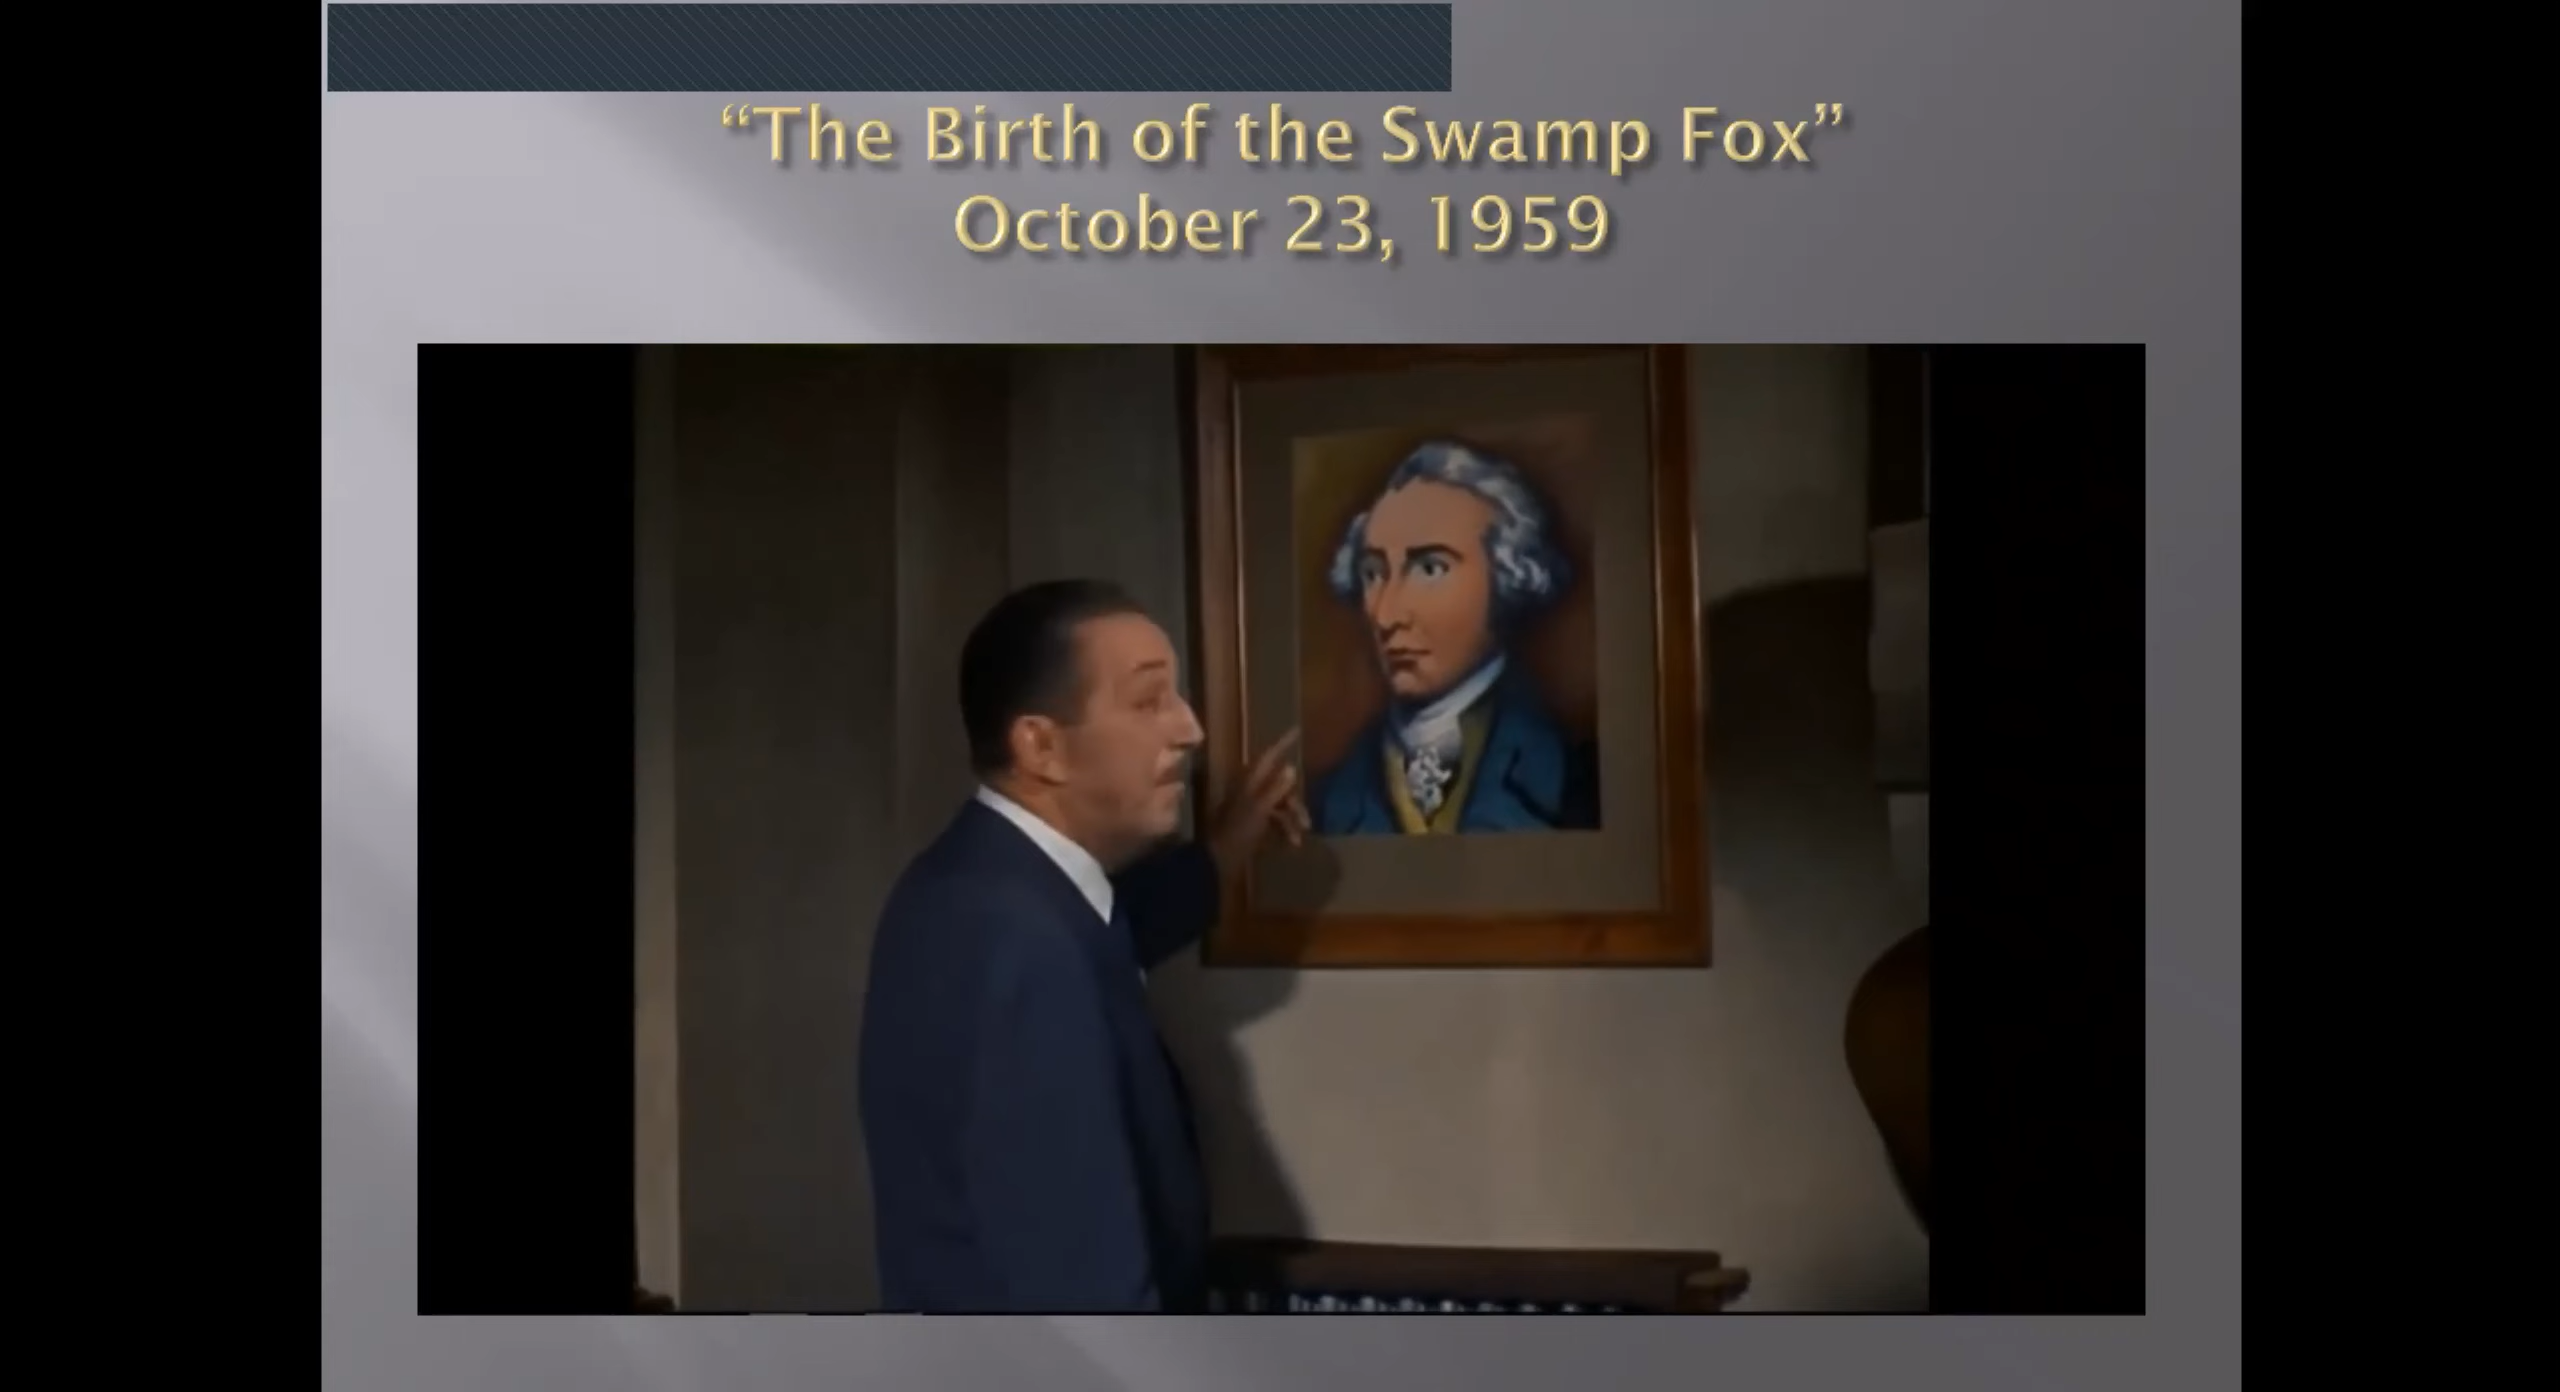 “The Birth of the Swamp Fox”
October 23, 1959